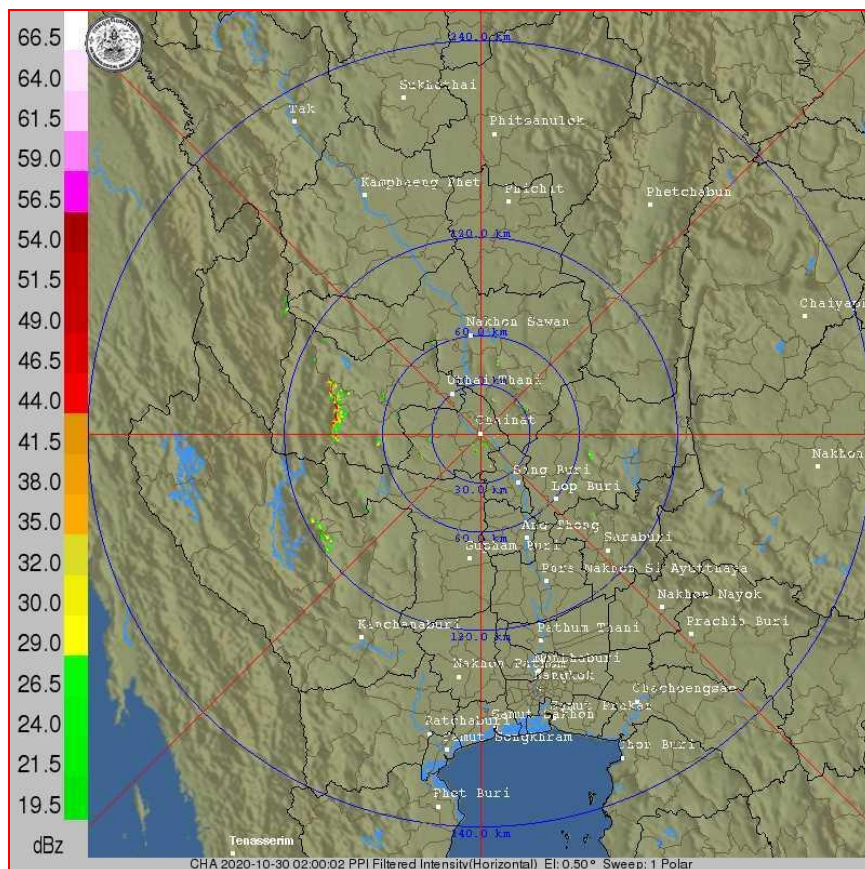 66.5
64.0
61.5
59.0
56.5
54.0
51.5
49.0
46.5
44.0
41.5
40.0
38.0
35.0
32.0
30.0
29.0
26.5
24.0
21.5
19.5
dBz
240.0 km
Sukhothai
Tak
Phitsanulok
Kamphaeng Phet
Phichit
Phetchabun
120.0 km
Chaiyaph
Nakhon Sawan
60.0 km
Uthai Thani
Chainat
Nakhon
Sing Buri
30.0 km
Lop Buri
Ang Thong
60.0 km
Suphan Buri
Saraburi
Pora Nakhon Si Ayutthaya
Nakhon Nayok
Kanchanaburi
120.0 km
Pathum Thani
Prachin Buri
Nakhon Pathom
Nonthaburi
Bangkok
Chachoengsao
Samut Prakan
Samut Sakhon
Ratchaburi
Samut Songkhram
Chon Buri
Phet Buri
240.0 km
Tenasserim
CHA 2020-10-30 02:00:02 PPI Filtered Intensity(Horizontal) El: 0.50° Sweep: 1 Polar